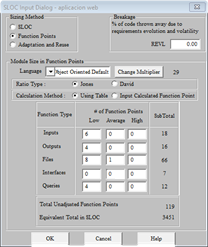 SLOC Input Dialog - aplicacion web
Sizing Method
SLOC
Function Points
Adaptation and Reuse
Breakage
% of code thrown away due to requirements evolution and volatility
REVL 0.00
Module Size in Function Points
Language Object Oriented Default Change Multiplier 29
Ratio Type : Jones David
Calculation Method : Using Table Input Calculated Function Point
# of Function Points
Function Type Low Average High SubTotal
Inputs 6 0 0 18
Outputs 4 0 0 16
Files 8 1 0 66
Interfaces 0 0 7
Queries 4 0 0 12
Total Unadjusted Function Points 119
Equivalent Total in SLOC 3451
OK Cancel Help